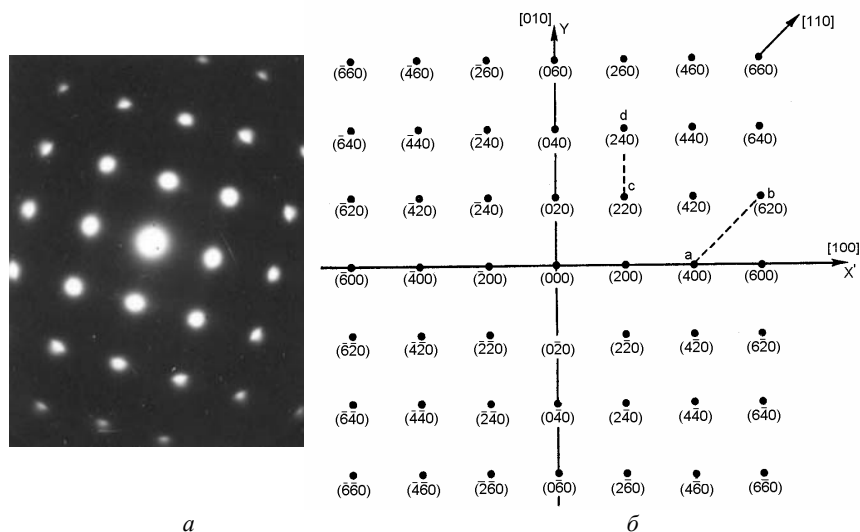 [010] Y [110]
(6̄60) (4̄60) (2̄60) (060) (260) (460) (660)
d
(6̄40) (4̄40) (2̄40) (040) (240) (440) (640)
c b
(6̄20) (4̄20) (2̄40) (020) (220) (420) (620)
a [100]
(6̄00) (4̄00) (2̄00) (000) (200) (400) (600) X'
(6̄2̄0) (4̄2̄0) (2̄2̄0) (02̄0) (22̄0) (42̄0) (62̄0)
(6̄4̄0) (4̄4̄0) (2̄4̄0) (04̄0) (24̄0) (44̄0) (64̄0)
(6̄6̄0) (4̄6̄0) (2̄6̄0) (06̄0) (26̄0) (46̄0) (66̄0)
а б